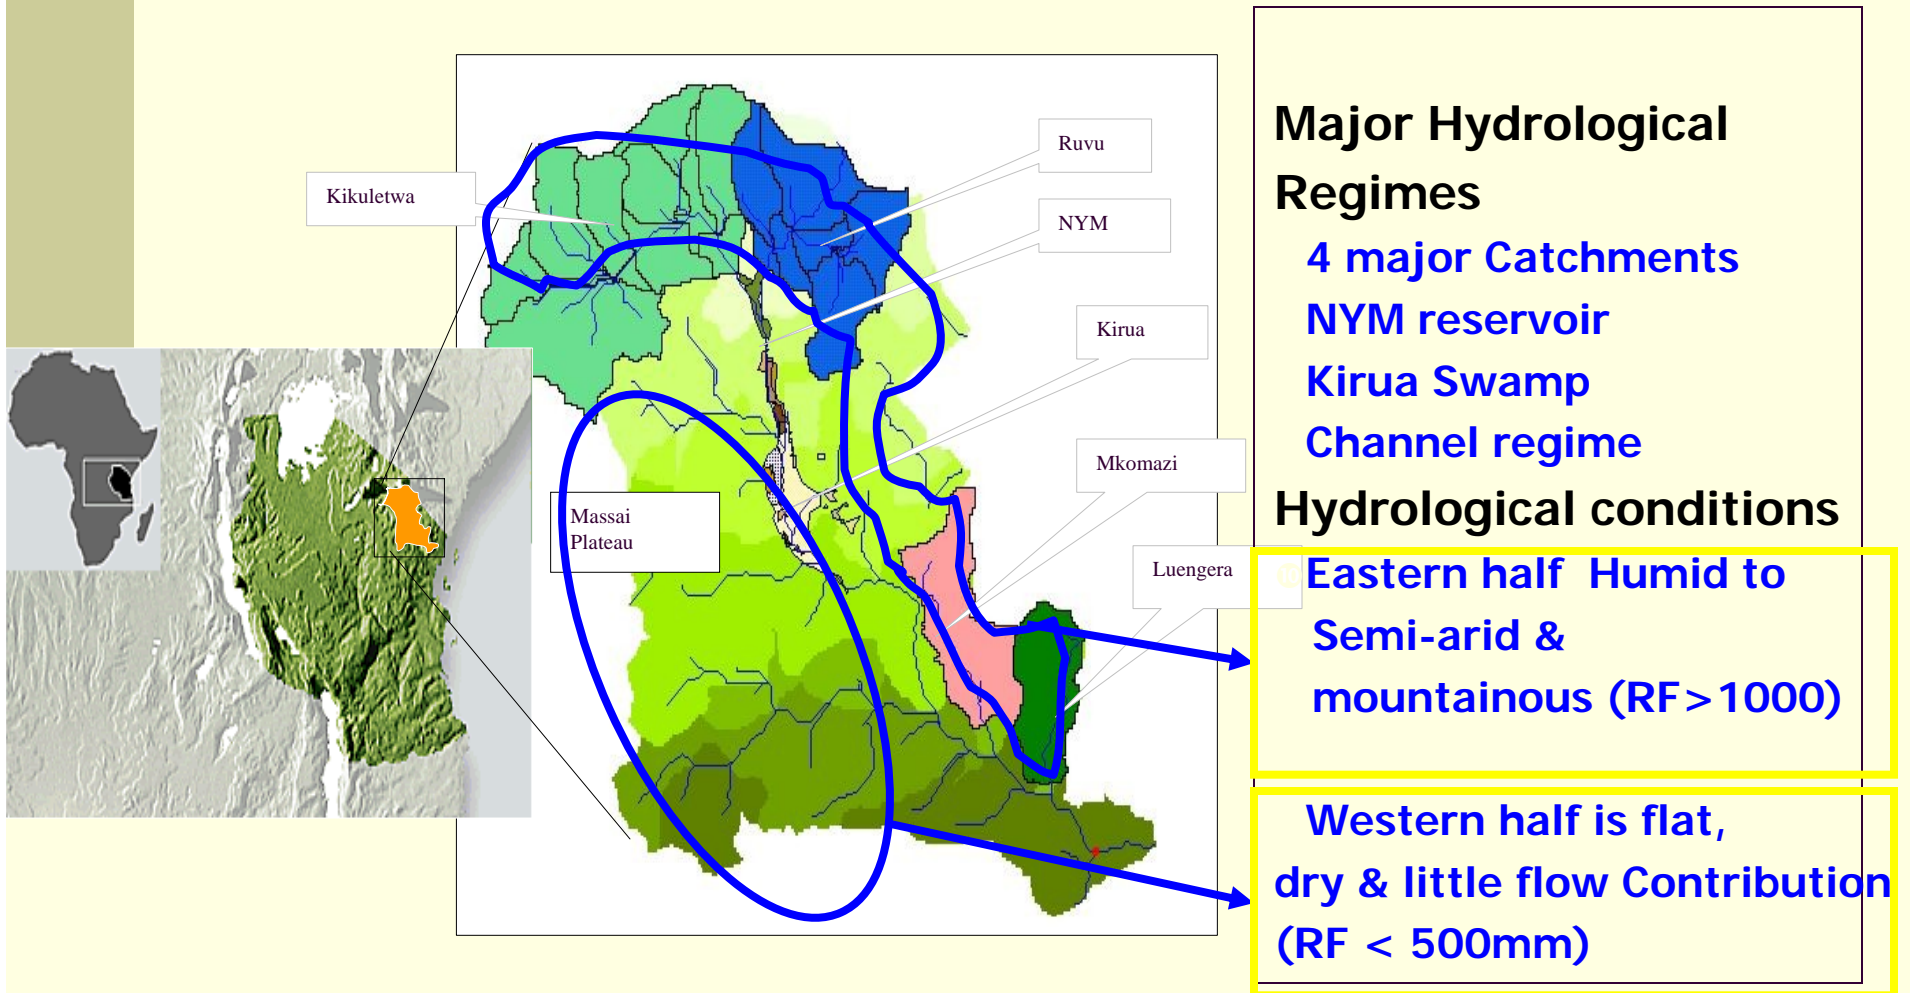 Kikuletwa
Ruvu
NYM
Kirua
Mkomazi
Massai
Plateau
Luengera
Major Hydrological
Regimes
4 major Catchments
NYM reservoir
Kirua Swamp
Channel regime
Hydrological conditions
Eastern half Humid to
Semi-arid &
mountainous (RF>1000)
Western half is flat,
dry & little flow Contribution
(RF < 500mm)